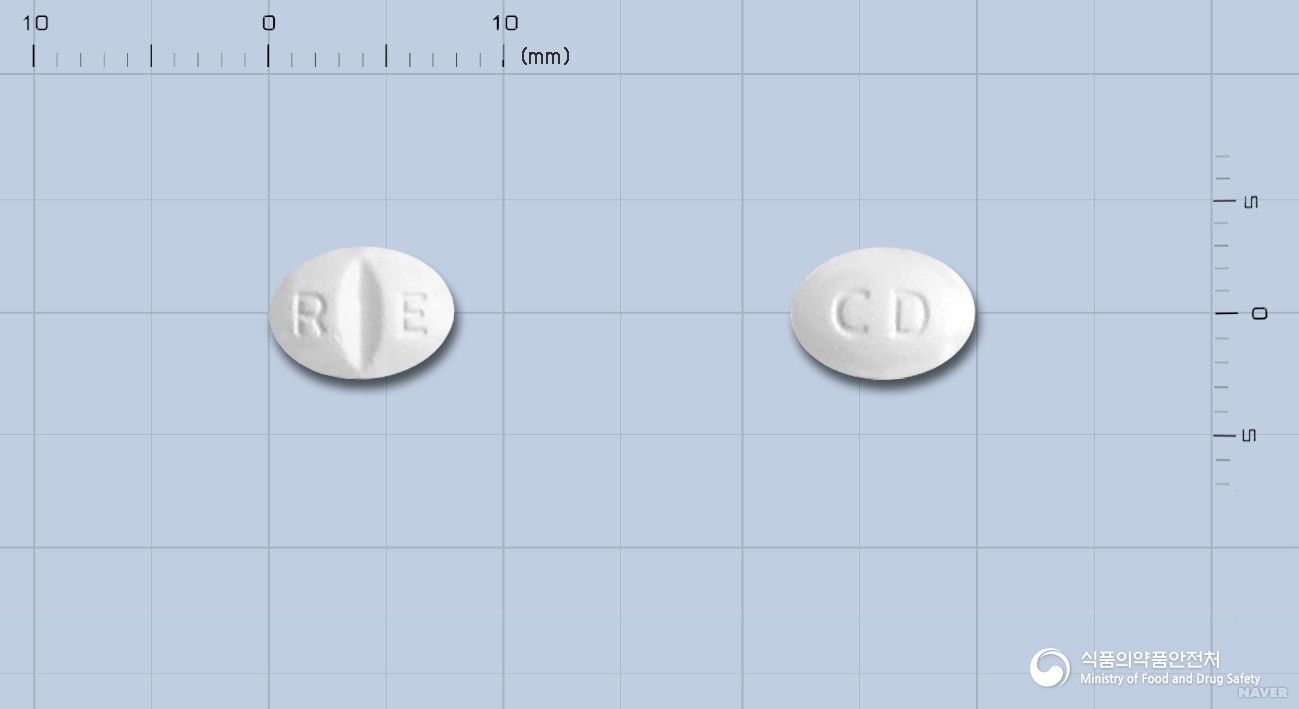 10 0 10
(mm)
5
0
5
R E
CD
식품의약품안전처
Ministry of Food and Drug Safety
NAVER